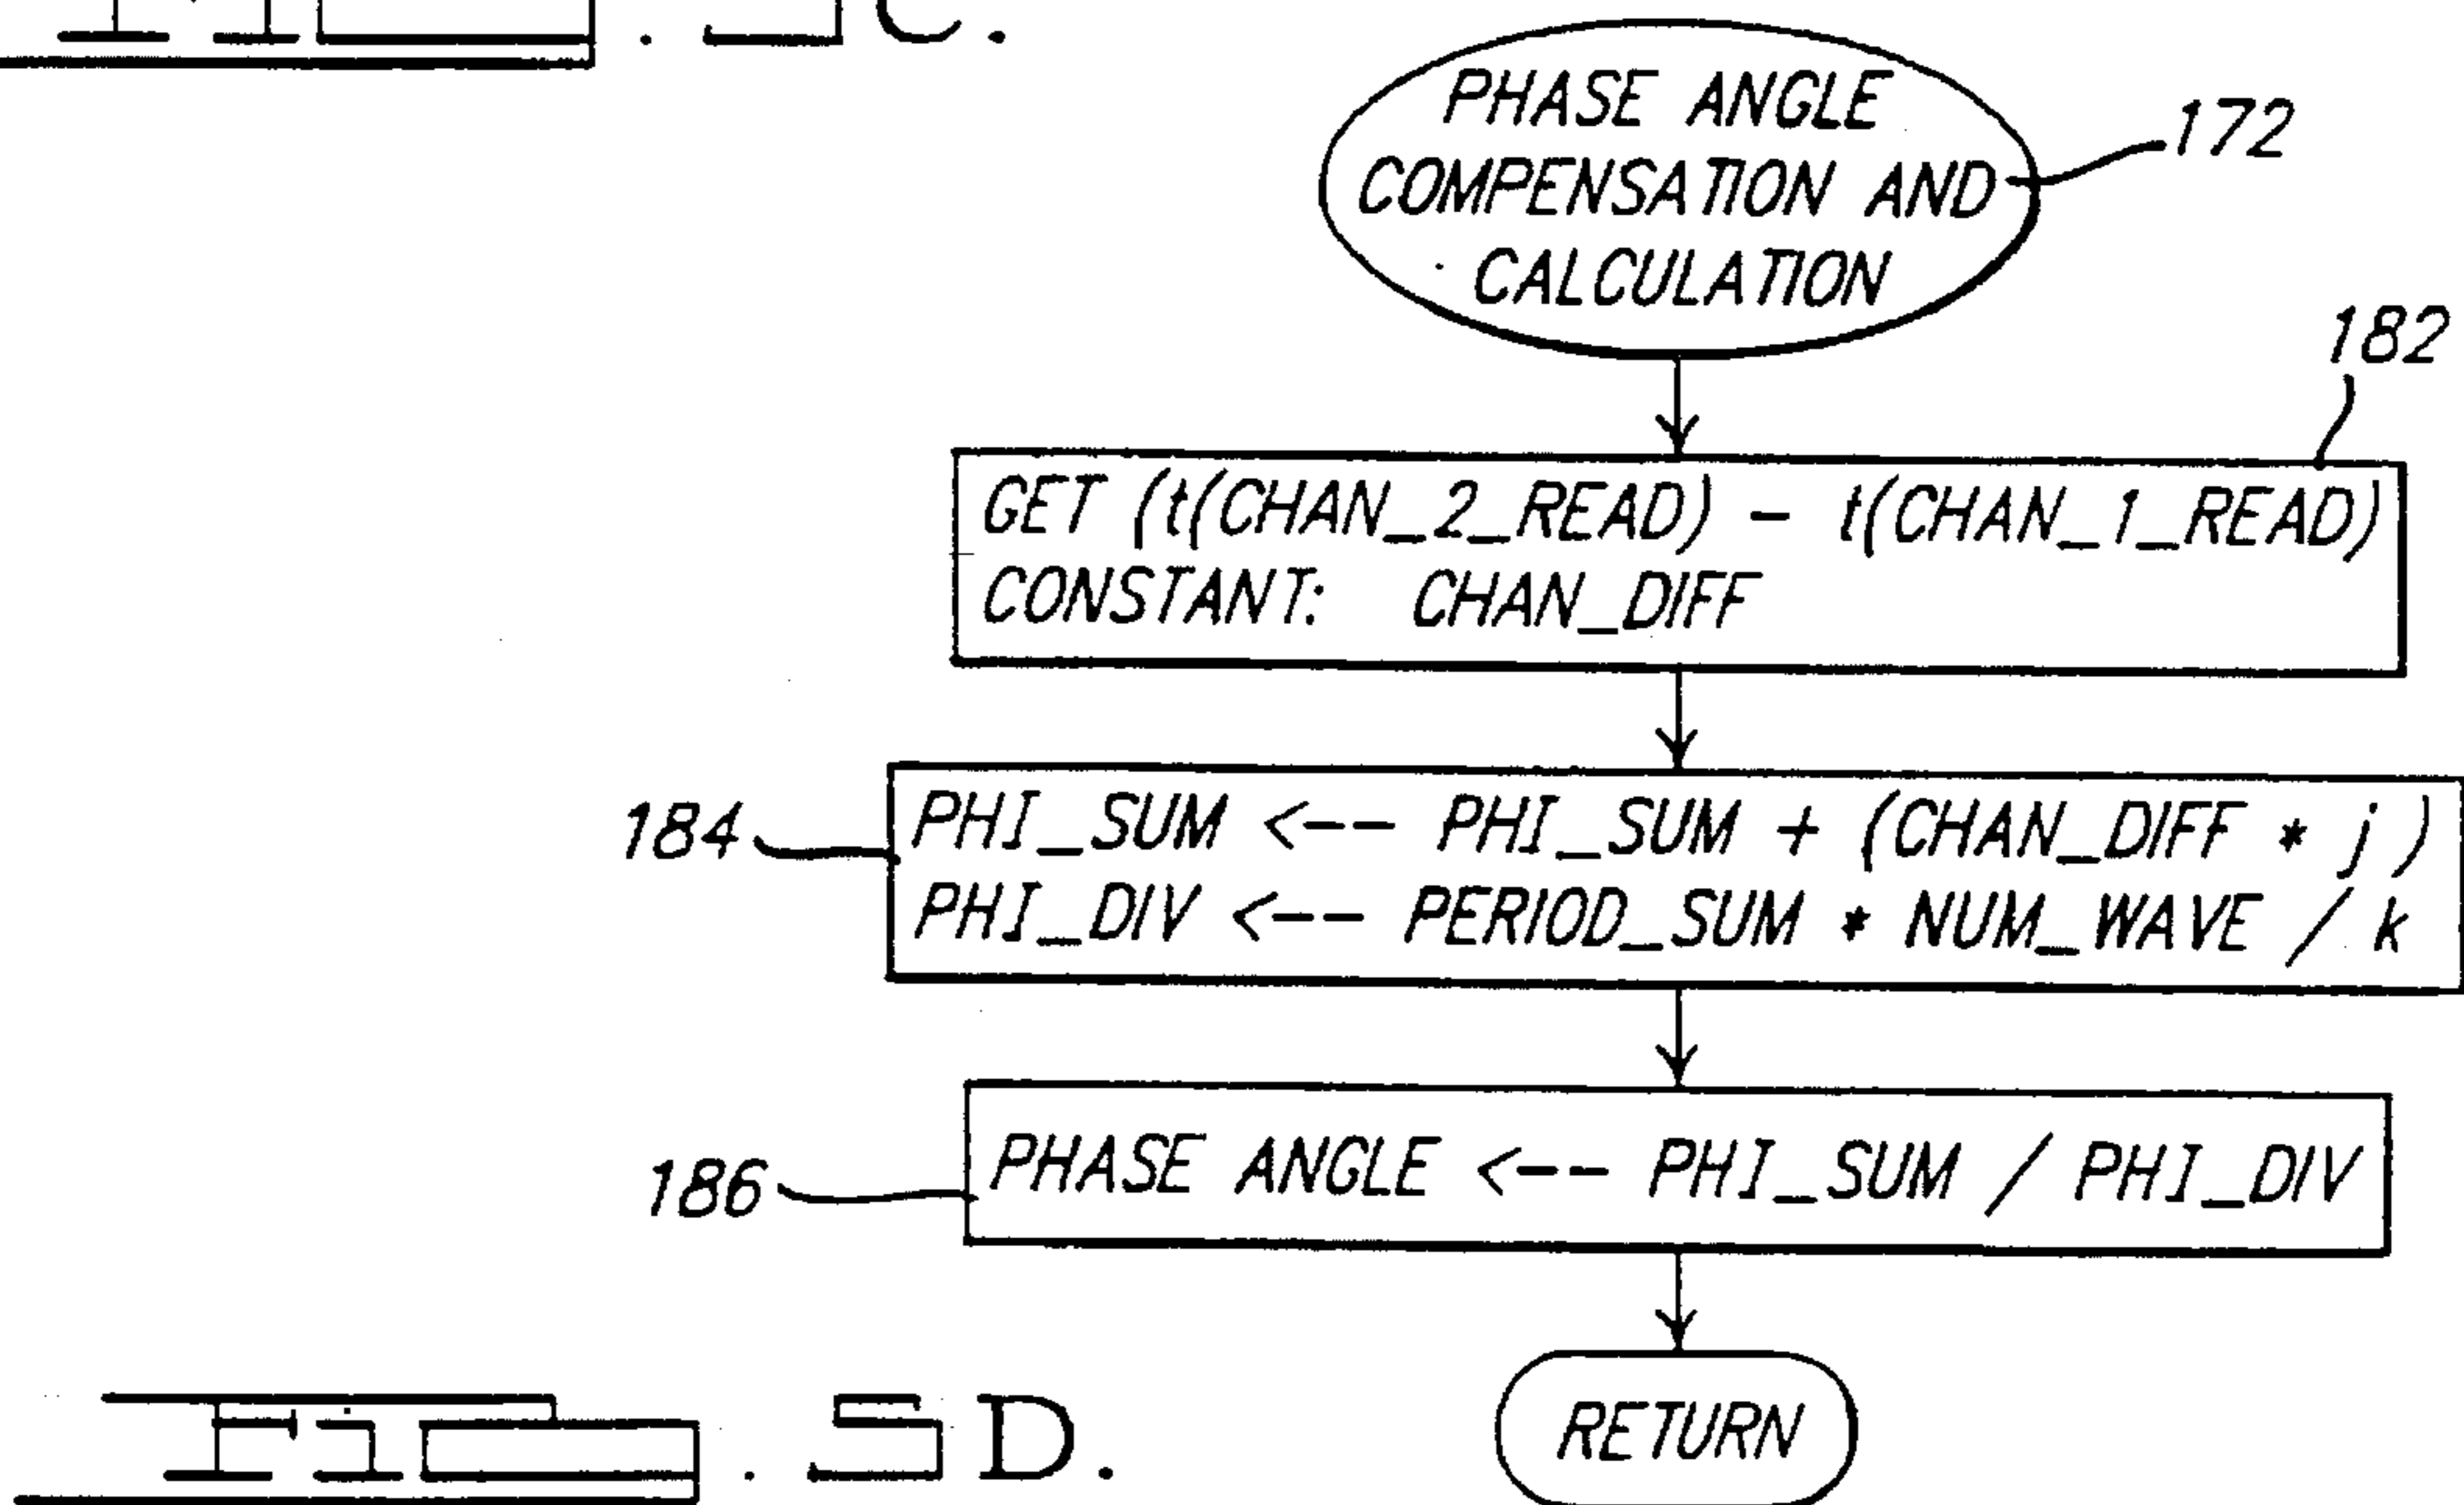 PHASE ANGLE
COMPENSATION AND
CALCULATION
172
182
GET (t(CHAN_2_READ) - t(CHAN_1_READ)
CONSTANT: CHAN_DIFF
184
PHI_SUM <-- PHI_SUM + (CHAN_DIFF * j )
PHI_DIV <-- PERIOD_SUM * NUM_WAVE / k
186
PHASE ANGLE <-- PHI_SUM / PHI_DIV
RETURN
Fig. 5D.